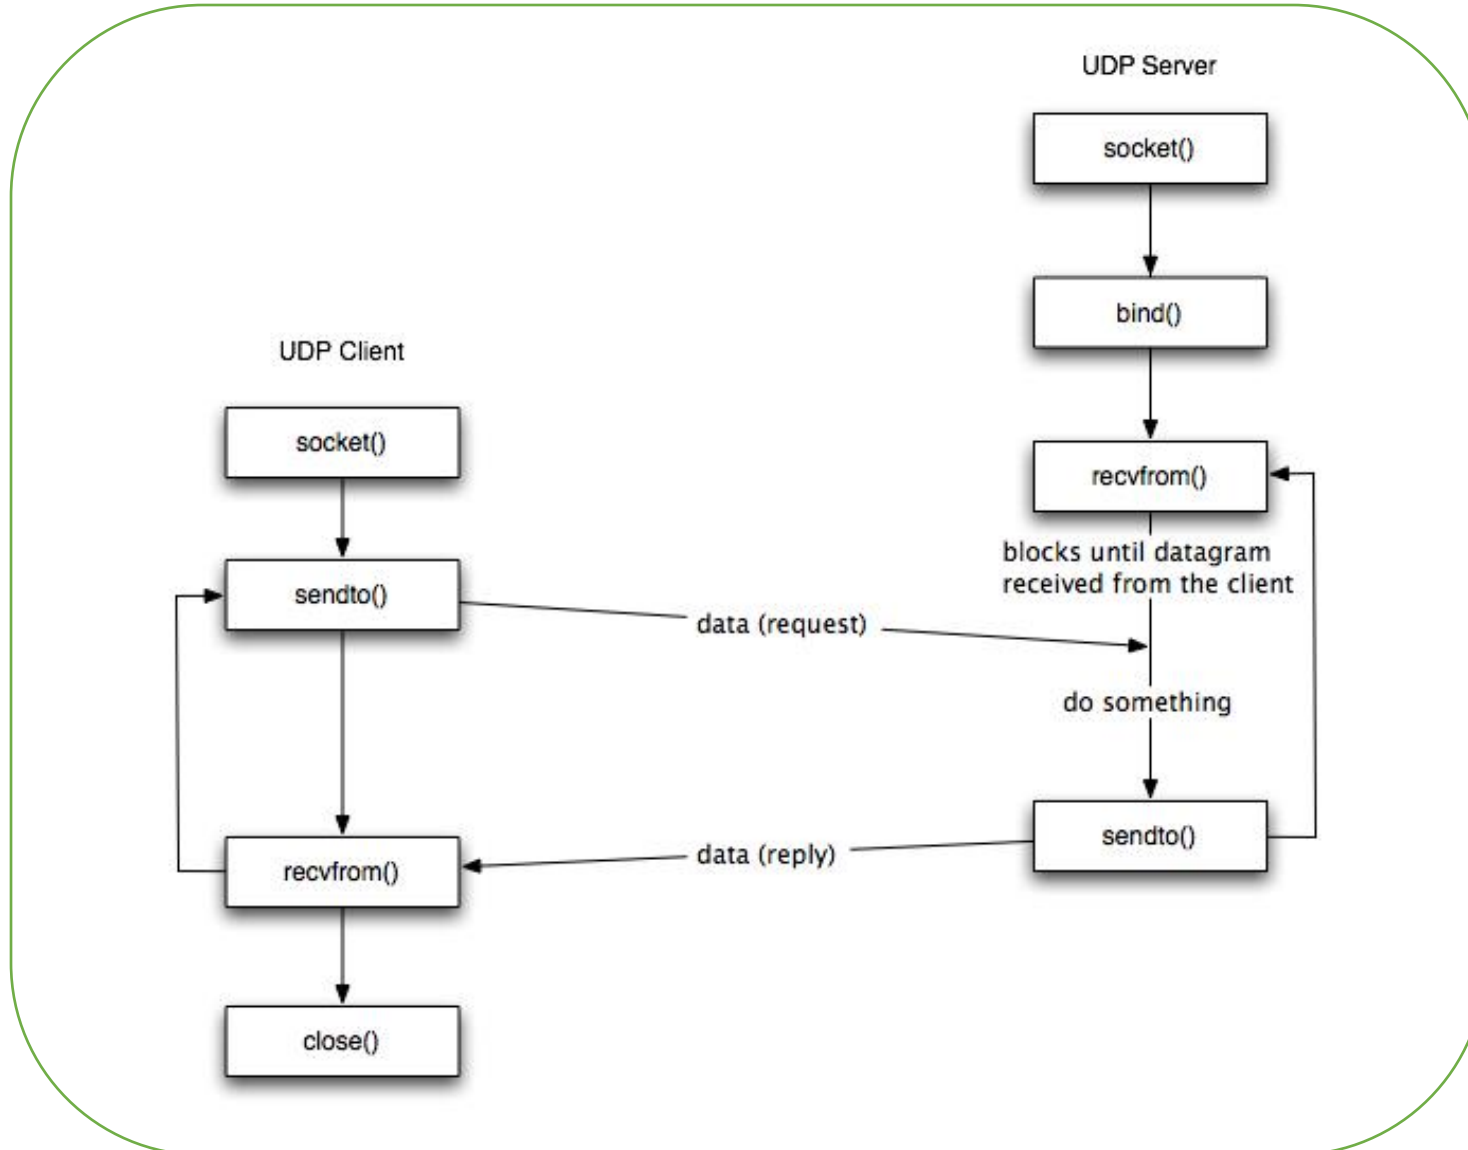 UDP Server
socket()
bind()
UDP Client
socket()
recvfrom()
blocks until datagram
received from the client
sendto()
data (request)
do something
sendto()
data (reply)
recvfrom()
close()